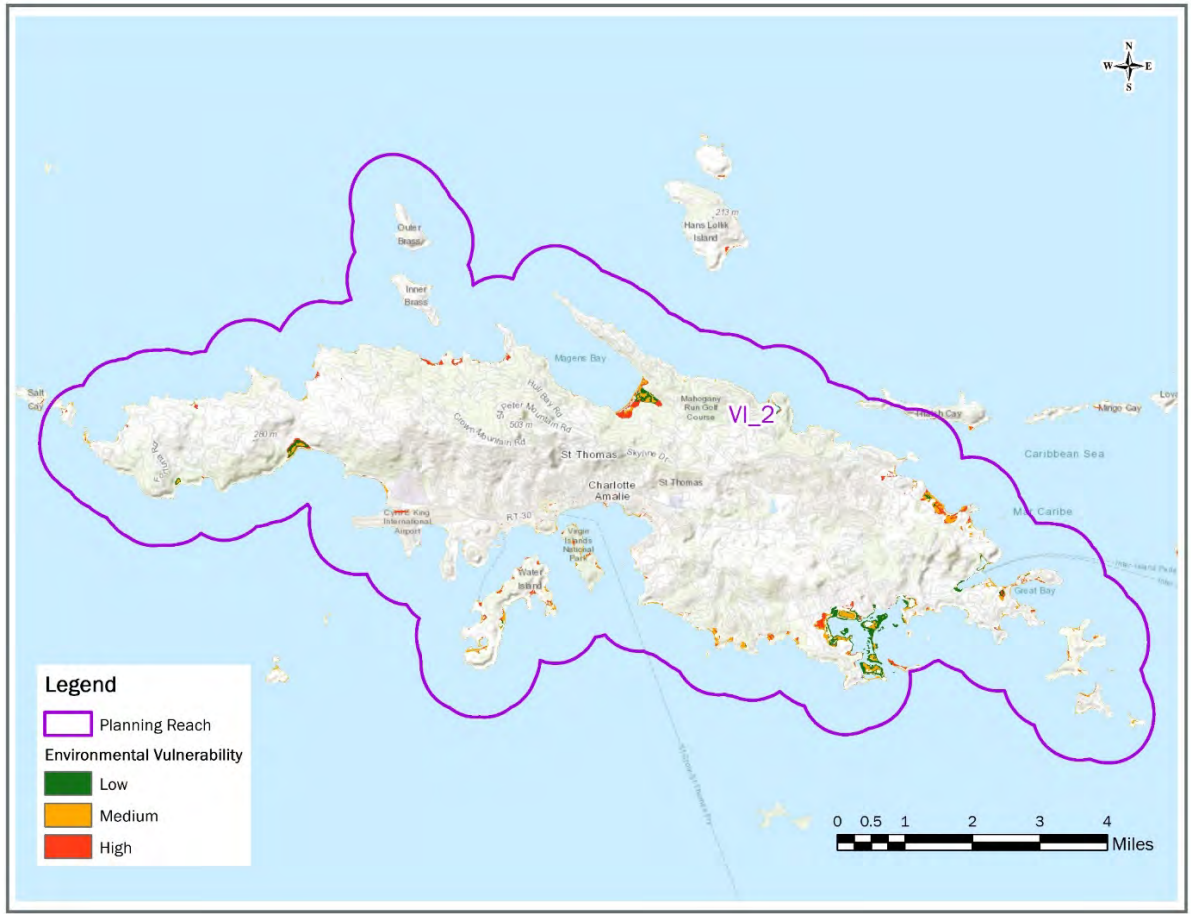 N
W E
S
Outer
Brass
213 m
Hans Lollik
Island
Inner
Brass
Magens Bay
Salt
Cay
Hull Bay Rd
Mahogany
Run Golf
Course
VI_2
Thatch Cay
Mingo Cay
St Peter Mountain Rd
Crown Mountain Rd
503 m
280 m
Fortuna Rd
St Thomas
Skyline Dr
Caribbean Sea
St Thomas
Charlotte
Amalie
Mar Caribe
Cyril E King
International
Airport
RT 30
Virgin
Islands
National
Park
Water
Island
Great Bay
Legend
Planning Reach
Environmental Vulnerability
Low
Medium
High
0 0.5 1 2 3 4
Miles